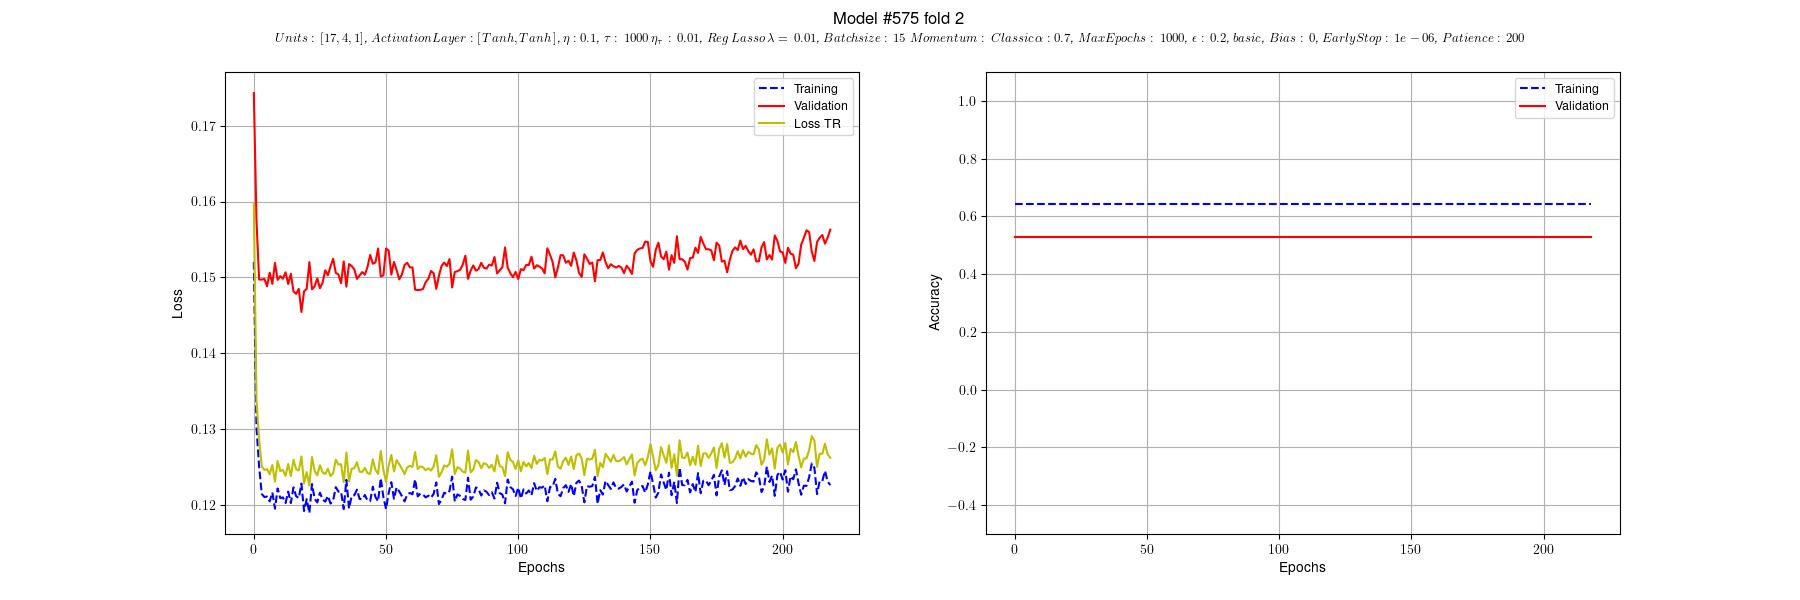 Model #575 fold 2
Units : [17, 4, 1], ActivationLayer : [Tanh, Tanh], η : 0.1, τ : 1000 η_τ : 0.01, Reg Lasso λ = 0.01, Batchsize : 15 Momentum : Classic α : 0.7, MaxEpochs : 1000, ϵ : 0.2, basic, Bias : 0, EarlyStop : 1e − 06, Patience : 200
Training
Validation
Loss TR
0.17
0.16
0.15
0.14
0.13
0.12
Loss
0
50
100
150
200
Epochs
Training
Validation
1.0
0.8
0.6
0.4
0.2
0.0
−0.2
−0.4
Accuracy
0
50
100
150
200
Epochs